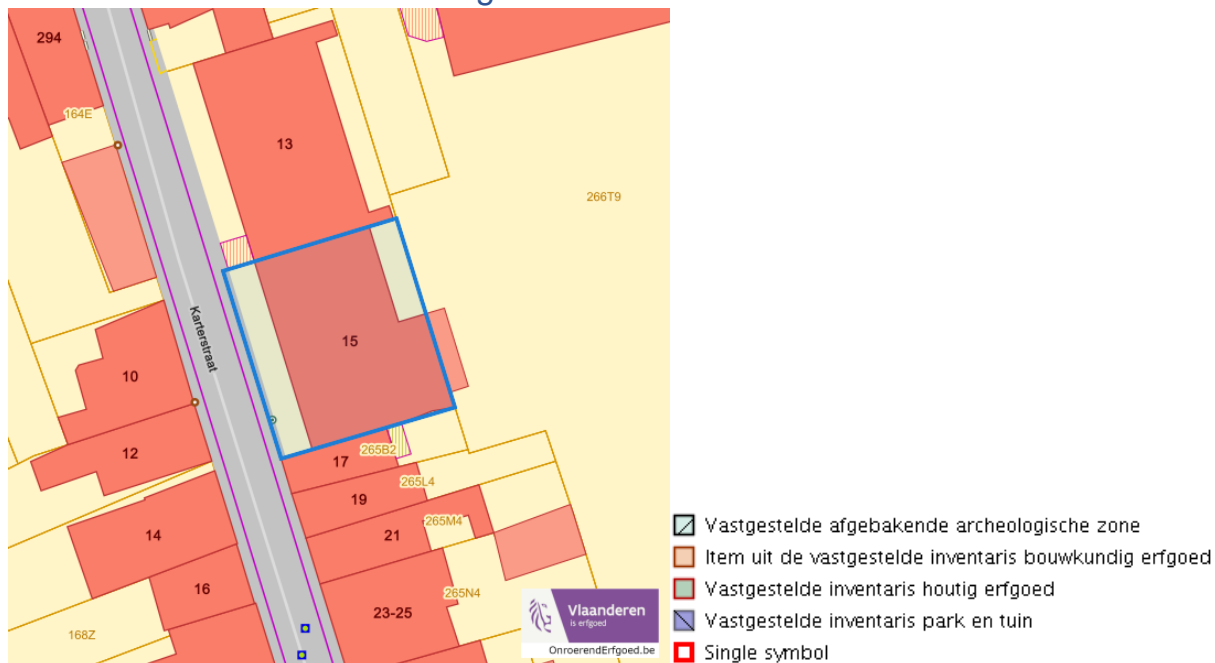 294
164E
13
266T9
Karterstraat
15
10
12
17
265B2
19
265L4
14
21
265M4
16
23-25
265N4
168Z
Vlaanderen
is erfgoed
OnroerendErfgoed.be
Vastgestelde afgebakende archeologische zone
Item uit de vastgestelde inventaris bouwkundig erfgoed
Vastgestelde inventaris houtig erfgoed
Vastgestelde inventaris park en tuin
Single symbol